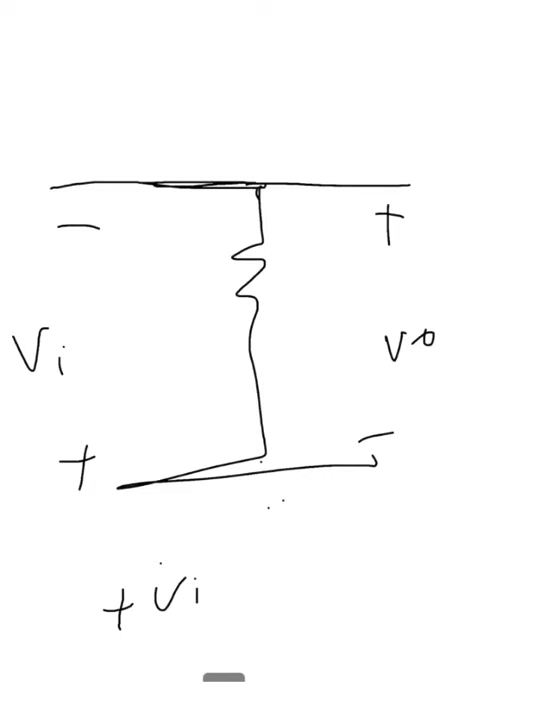 − +
Vi Vo
+ −
+ Vi